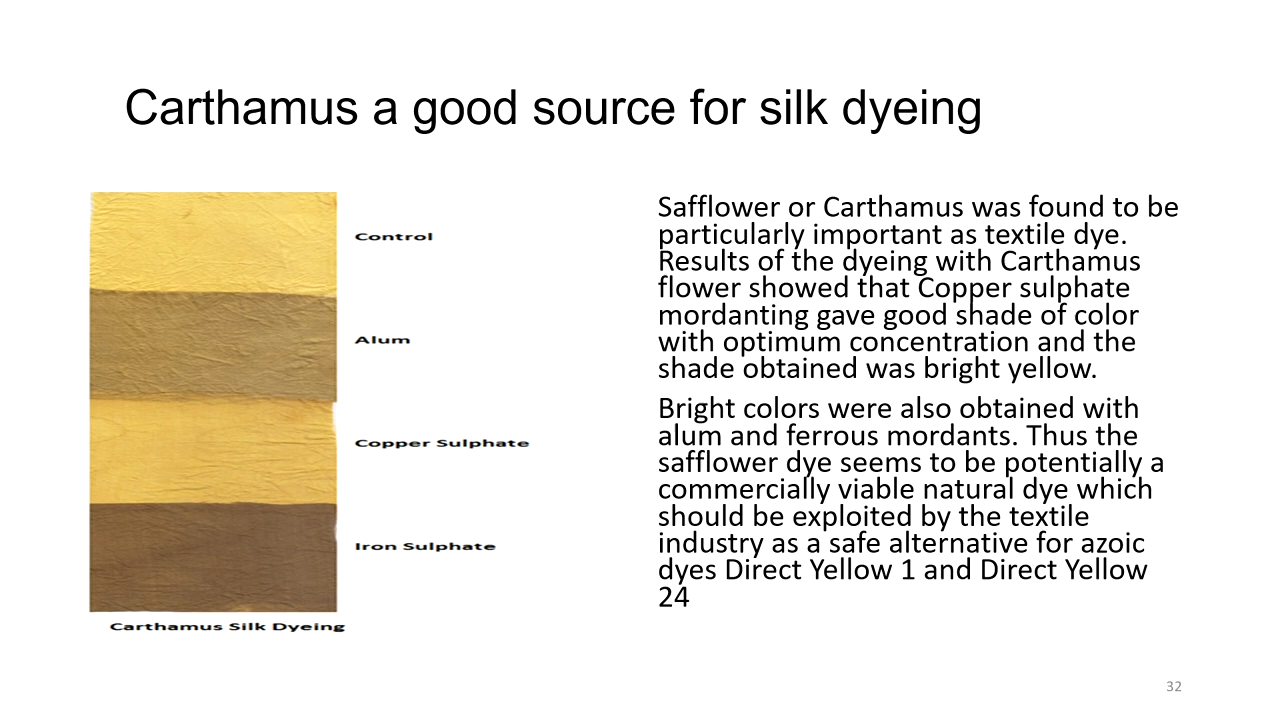 Carthamus a good source for silk dyeing
Control
Alum
Copper Sulphate
Iron Sulphate
Carthamus Silk Dyeing
Safflower or Carthamus was found to be
particularly important as textile dye.
Results of the dyeing with Carthamus
flower showed that Copper sulphate
mordanting gave good shade of color
with optimum concentration and the
shade obtained was bright yellow.
Bright colors were also obtained with
alum and ferrous mordants. Thus the
safflower dye seems to be potentially a
commercially viable natural dye which
should be exploited by the textile
industry as a safe alternative for azoic
dyes Direct Yellow 1 and Direct Yellow
24
32